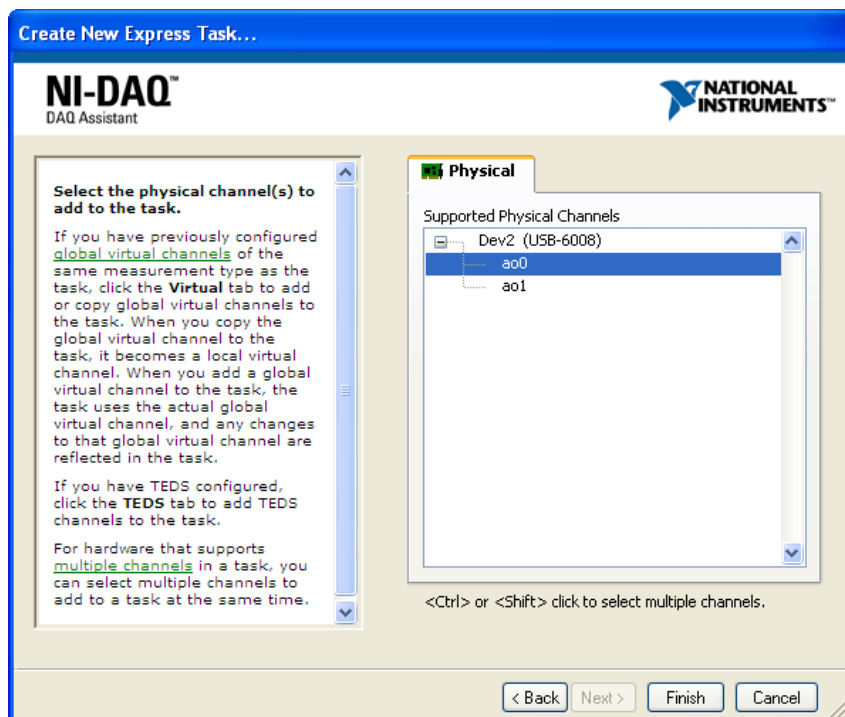 Create New Express Task...
NI-DAQ™
DAQ Assistant
NATIONAL
INSTRUMENTS™
Select the physical channel(s) to
add to the task.
If you have previously configured
global virtual channels of the
same measurement type as the
task, click the Virtual tab to add
or copy global virtual channels to
the task. When you copy the
global virtual channel to the
task, it becomes a local virtual
channel. When you add a global
virtual channel to the task, the
task uses the actual global
virtual channel, and any changes
to that global virtual channel are
reflected in the task.
If you have TEDS configured,
click the TEDS tab to add TEDS
channels to the task.
For hardware that supports
multiple channels in a task, you
can select multiple channels to
add to a task at the same time.
Physical
Supported Physical Channels
Dev2 (USB-6008)
ao0
ao1
<Ctrl> or <Shift> click to select multiple channels.
< Back Next > Finish Cancel